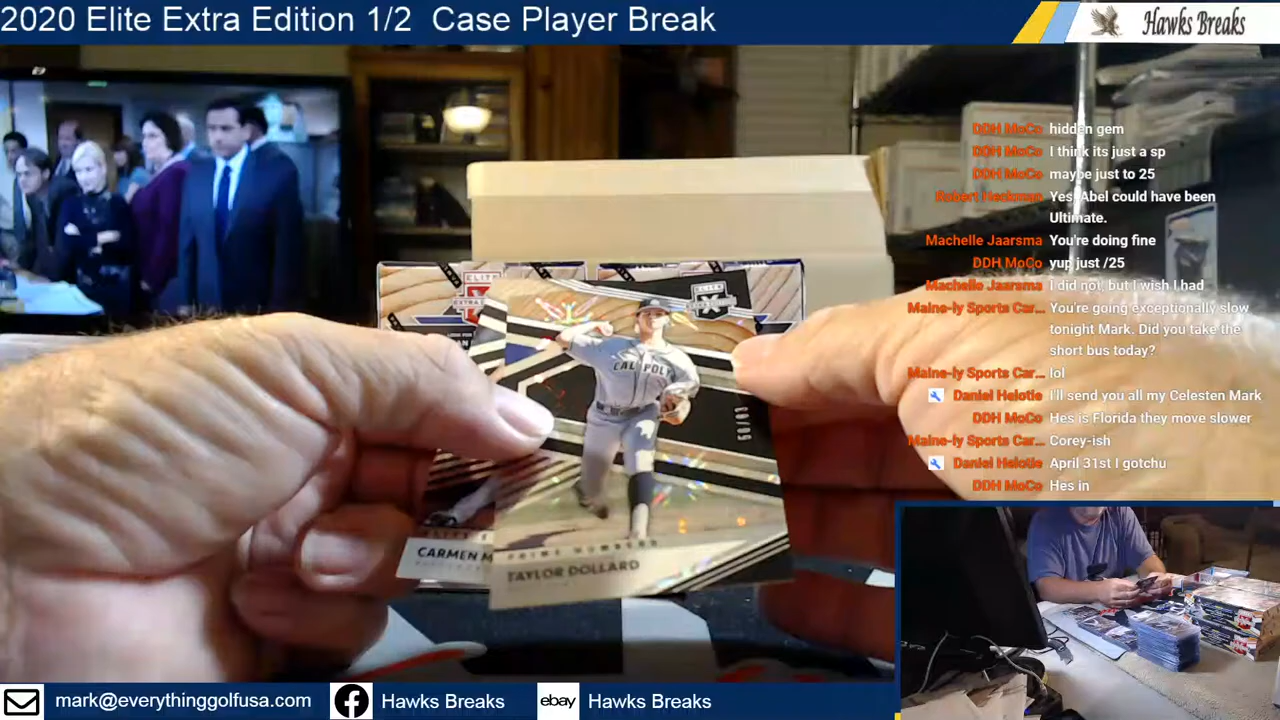 2020 Elite Extra Edition 1/2 Case Player Break
Hawks Breaks
DDH MoCo hidden gem
DDH MoCo I think its just a sp
DDH MoCo maybe just to 25
Robert Heckman Yes, Abel could have been
Ultimate.
Machelle Jaarsma You're doing fine
DDH MoCo yup just /25
Machelle Jaarsma I did not, but I wish I had
Maine-ly Sports Car... You're going exceptionally slow
tonight Mark. Did you take the
short bus today?
Maine-ly Sports Car... lol
Daniel Helotie I'll send you all my Celesten Mark
DDH MoCo Hes is Florida they move slower
Maine-ly Sports Car... Corey-ish
Daniel Helotie April 31st I gotchu
DDH MoCo Hes in
ELITE
EXTRA
ELITE
X
CAL POLY
PRIME NUMBERS
TAYLOR DOLLARD
CARMEN M
mark@everythinggolfusa.com
Hawks Breaks
ebay Hawks Breaks